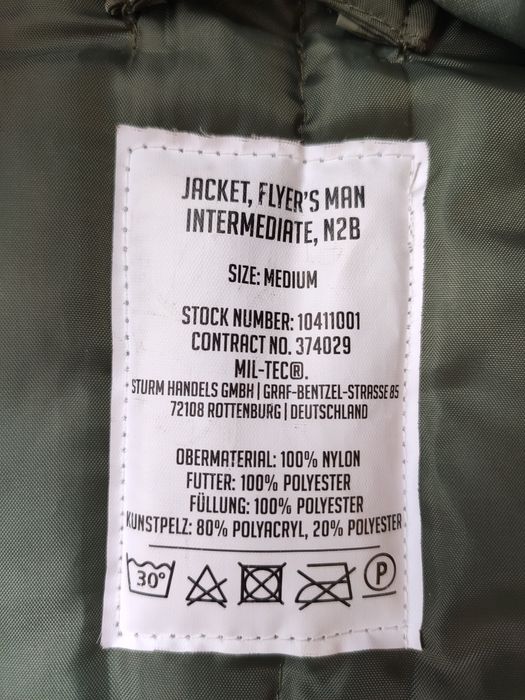 JACKET, FLYER'S MAN
INTERMEDIATE, N2B
SIZE: MEDIUM
STOCK NUMBER: 10411001
CONTRACT NO. 374029
MIL-TEC®.
STURM HANDELS GMBH | GRAF-BENTZEL-STRASSE 85
72108 ROTTENBURG | DEUTSCHLAND
OBERMATERIAL: 100% NYLON
FUTTER: 100% POLYESTER
FÜLLUNG: 100% POLYESTER
KUNSTPELZ: 80% POLYACRYL, 20% POLYESTER
30° P